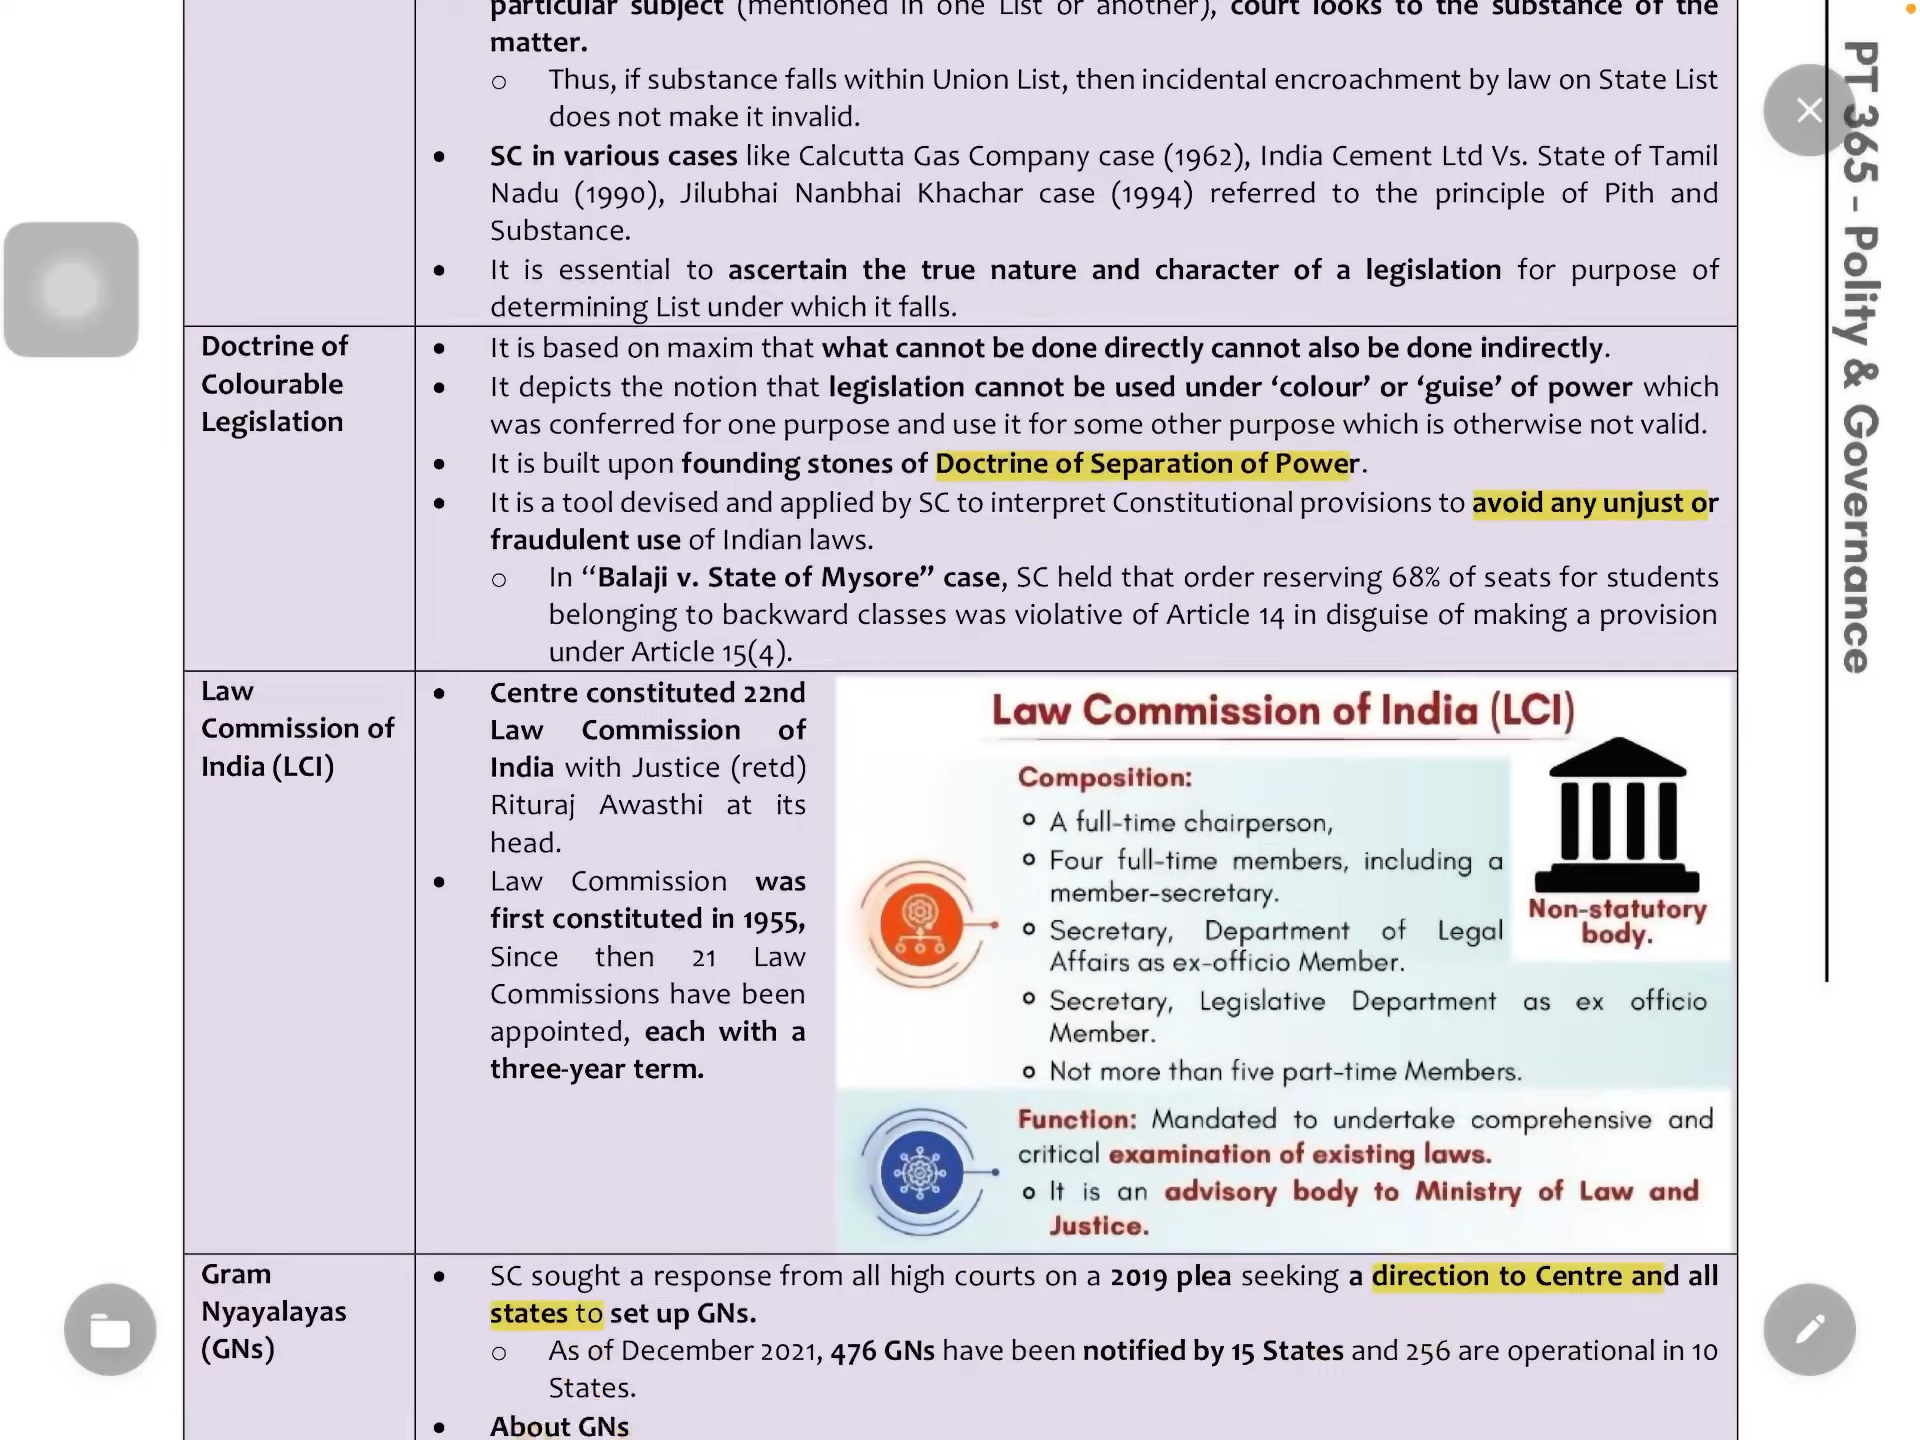 particular subject (mentioned in one List or another), court looks to the substance of the
matter.
o Thus, if substance falls within Union List, then incidental encroachment by law on State List
does not make it invalid.
• SC in various cases like Calcutta Gas Company case (1962), India Cement Ltd Vs. State of Tamil
Nadu (1990), Jilubhai Nanbhai Khachar case (1994) referred to the principle of Pith and
Substance.
• It is essential to ascertain the true nature and character of a legislation for purpose of
determining List under which it falls.
Doctrine of
Colourable
Legislation
• It is based on maxim that what cannot be done directly cannot also be done indirectly.
• It depicts the notion that legislation cannot be used under ‘colour’ or ‘guise’ of power which
was conferred for one purpose and use it for some other purpose which is otherwise not valid.
• It is built upon founding stones of Doctrine of Separation of Power.
• It is a tool devised and applied by SC to interpret Constitutional provisions to avoid any unjust or
fraudulent use of Indian laws.
o In “Balaji v. State of Mysore” case, SC held that order reserving 68% of seats for students
belonging to backward classes was violative of Article 14 in disguise of making a provision
under Article 15(4).
Law
Commission of
India (LCI)
• Centre constituted 22nd
Law Commission of
India with Justice (retd)
Rituraj Awasthi at its
head.
• Law Commission was
first constituted in 1955,
Since then 21 Law
Commissions have been
appointed, each with a
three-year term.
Law Commission of India (LCI)
Composition:
o A full-time chairperson,
o Four full-time members, including a
member-secretary.
o Secretary, Department of Legal
Affairs as ex-officio Member.
o Secretary, Legislative Department as ex officio
Member.
o Not more than five part-time Members.
Non-statutory
body.
Function: Mandated to undertake comprehensive and
critical examination of existing laws.
o It is an advisory body to Ministry of Law and
Justice.
Gram
Nyayalayas
(GNs)
• SC sought a response from all high courts on a 2019 plea seeking a direction to Centre and all
states to set up GNs.
o As of December 2021, 476 GNs have been notified by 15 States and 256 are operational in 10
States.
• About GNs
PT 365 - Polity & Governance